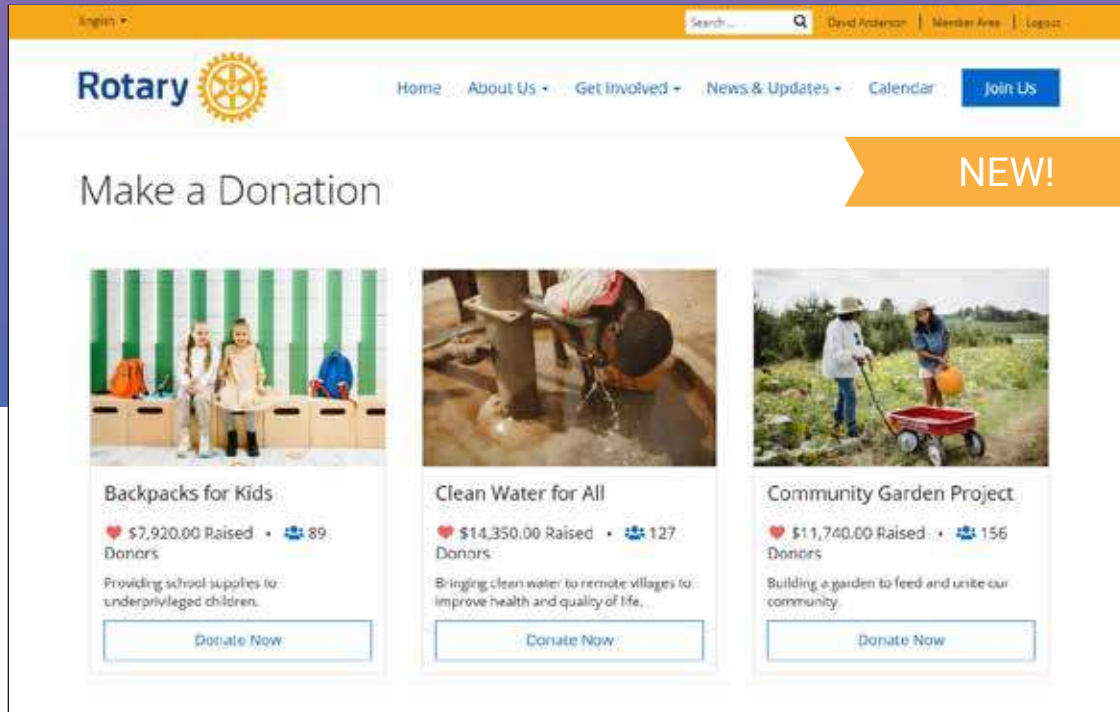 English
Search...
David Anderson | Member Area | Logout
Rotary
Home About Us Get Involved News & Updates Calendar Join Us
NEW!
Make a Donation
Backpacks for Kids
$7,920.00 Raised • 89
Donors
Providing school supplies to
underprivileged children.
Donate Now
Clean Water for All
$14,350.00 Raised • 127
Donors
Bringing clean water to remote villages to
improve health and quality of life.
Donate Now
Community Garden Project
$11,740.00 Raised • 156
Donors
Building a garden to feed and unite our
community.
Donate Now